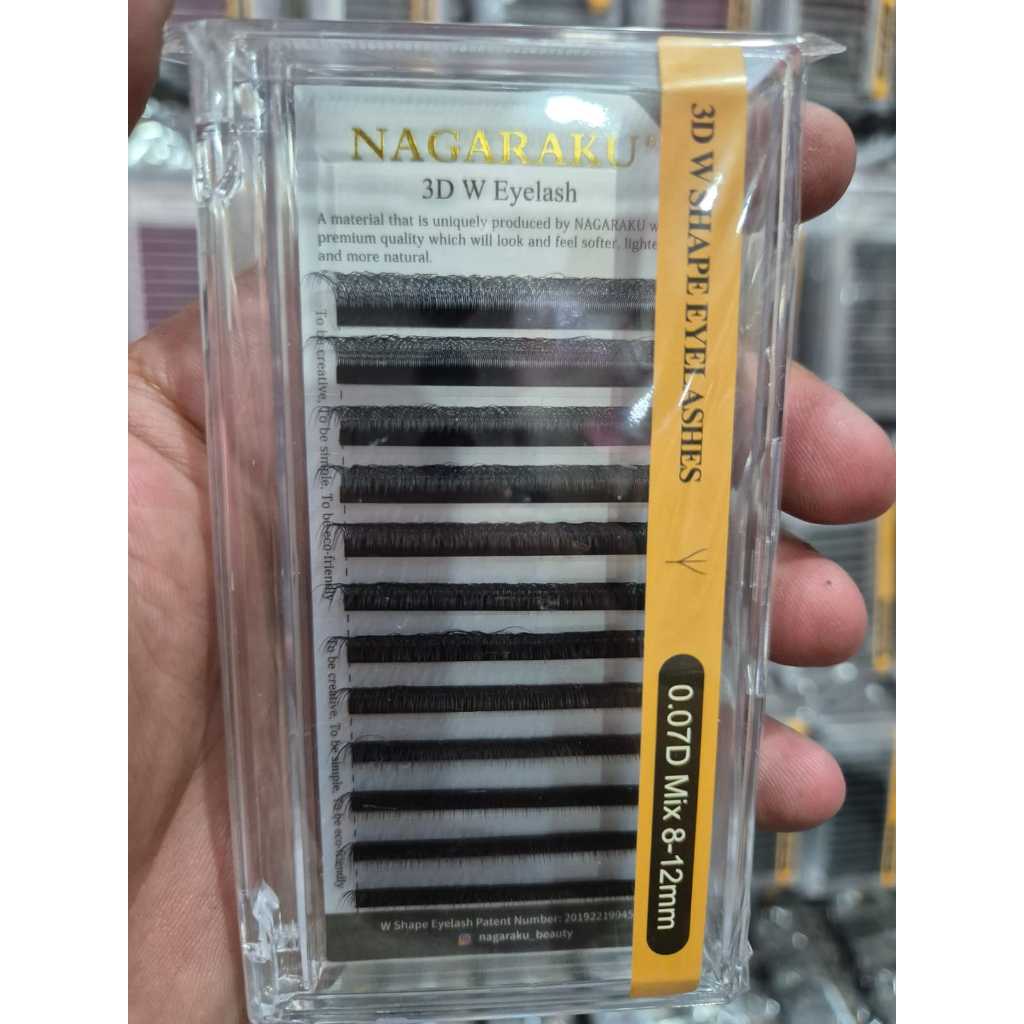 NAGARAKU®
3D W Eyelash
A material that is uniquely produced by NAGARAKU
premium quality which will look and feel softer,
and more natural.
To be creative, To be simple, To be eco-friendly
To be creative, To be simple, To be eco-friendly
W Shape Eyelash Patent Number:
nagaraku_beauty
3D W SHAPE EYELASHES
0.07D Mix 8-12mm